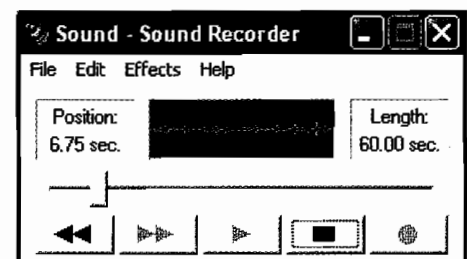 Sound - Sound Recorder
File Edit Effects Help
Position:
6.75 sec.
Length:
60.00 sec.